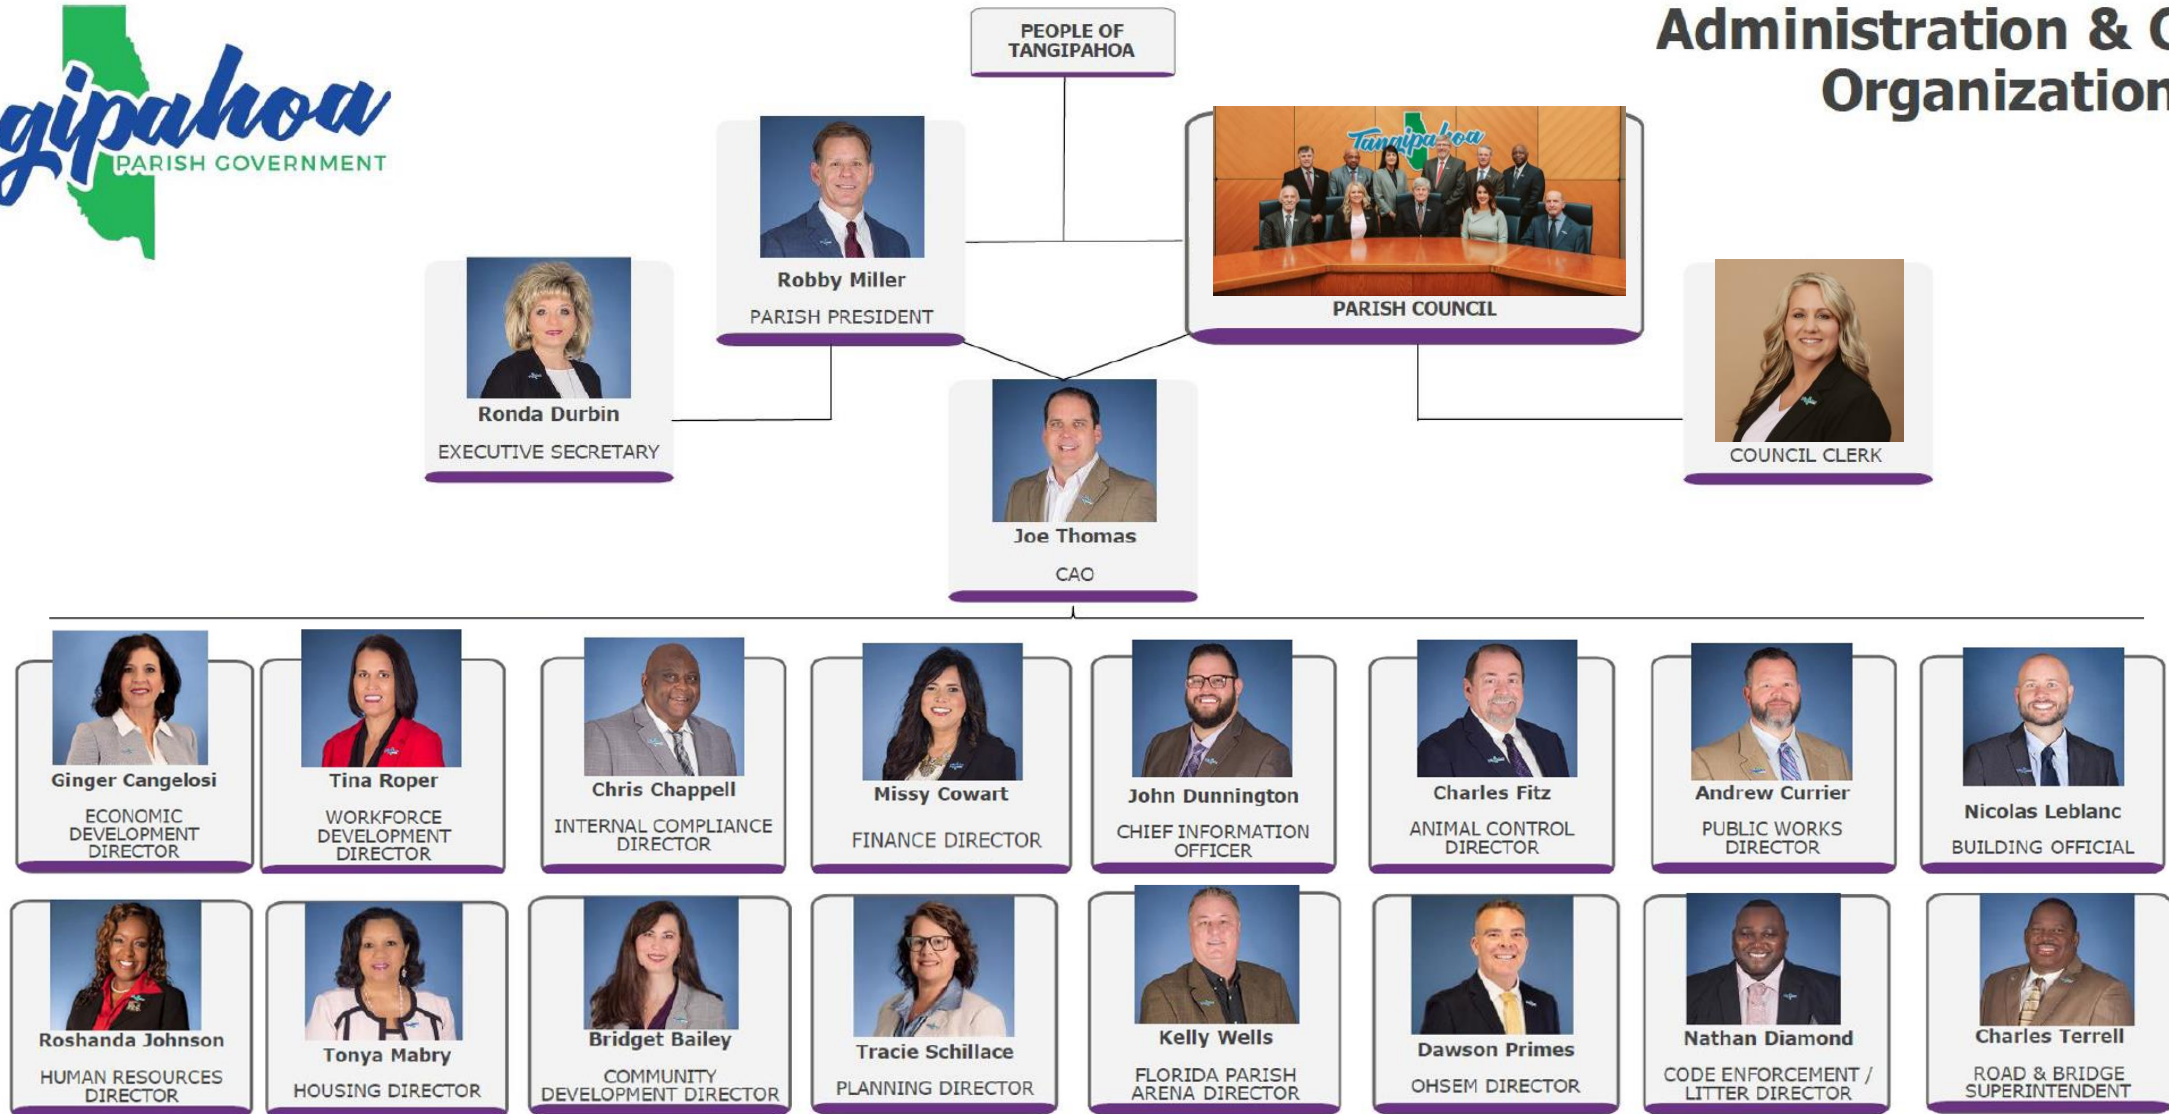 PEOPLE OF
TANGIPAHOA
Administration &
Organization
gipahoa
PARISH GOVERNMENT
Tangipahoa
Robby Miller
PARISH PRESIDENT
PARISH COUNCIL
Ronda Durbin
EXECUTIVE SECRETARY
COUNCIL CLERK
Joe Thomas
CAO
Ginger Cangelosi
ECONOMIC
DEVELOPMENT
DIRECTOR
Tina Roper
WORKFORCE
DEVELOPMENT
DIRECTOR
Chris Chappell
INTERNAL COMPLIANCE
DIRECTOR
Missy Cowart
FINANCE DIRECTOR
John Dunnington
CHIEF INFORMATION
OFFICER
Charles Fitz
ANIMAL CONTROL
DIRECTOR
Andrew Currier
PUBLIC WORKS
DIRECTOR
Nicolas Leblanc
BUILDING OFFICIAL
Roshanda Johnson
HUMAN RESOURCES
DIRECTOR
Tonya Mabry
HOUSING DIRECTOR
Bridget Bailey
COMMUNITY
DEVELOPMENT DIRECTOR
Tracie Schillace
PLANNING DIRECTOR
Kelly Wells
FLORIDA PARISH
ARENA DIRECTOR
Dawson Primes
OHSEM DIRECTOR
Nathan Diamond
CODE ENFORCEMENT /
LITTER DIRECTOR
Charles Terrell
ROAD & BRIDGE
SUPERINTENDENT